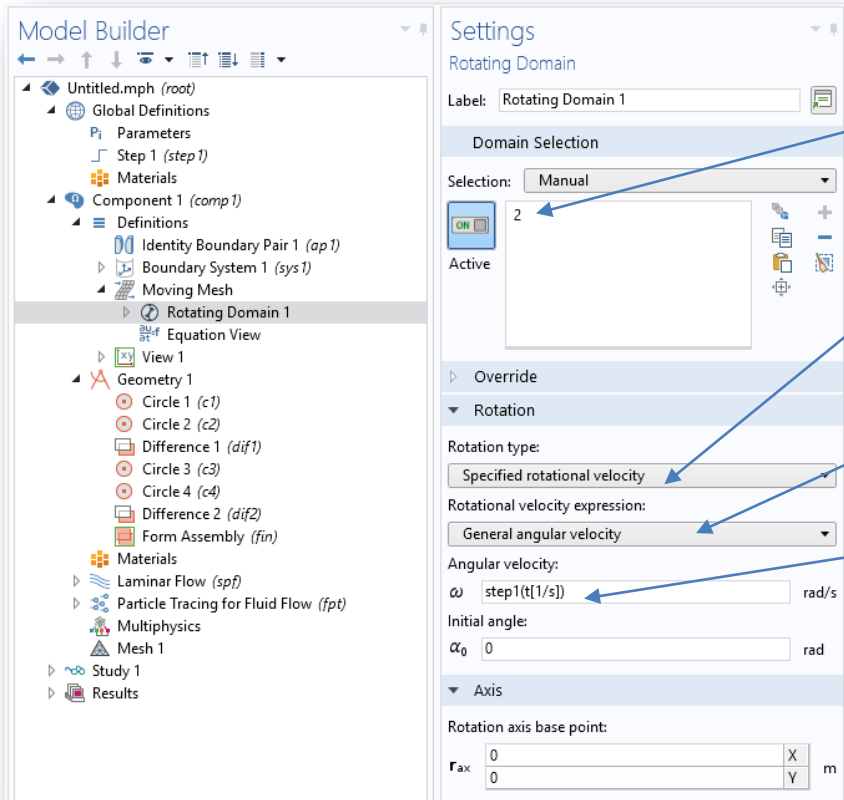 Model Builder
Untitled.mph (root)
Global Definitions
Pi Parameters
Step 1 (step1)
Materials
Component 1 (comp1)
Definitions
Identity Boundary Pair 1 (ap1)
Boundary System 1 (sys1)
Moving Mesh
Rotating Domain 1
∂u/∂t=f Equation View
xy View 1
Geometry 1
Circle 1 (c1)
Circle 2 (c2)
Difference 1 (dif1)
Circle 3 (c3)
Circle 4 (c4)
Difference 2 (dif2)
Form Assembly (fin)
Materials
Laminar Flow (spf)
Particle Tracing for Fluid Flow (fpt)
Multiphysics
Mesh 1
Study 1
Results
Settings
Rotating Domain
Label: Rotating Domain 1
Domain Selection
Selection: Manual
ON
Active
2
Override
Rotation
Rotation type:
Specified rotational velocity
Rotational velocity expression:
General angular velocity
Angular velocity:
ω step1(t[1/s]) rad/s
Initial angle:
α0 0 rad
Axis
Rotation axis base point:
rax 0 X m
0 Y